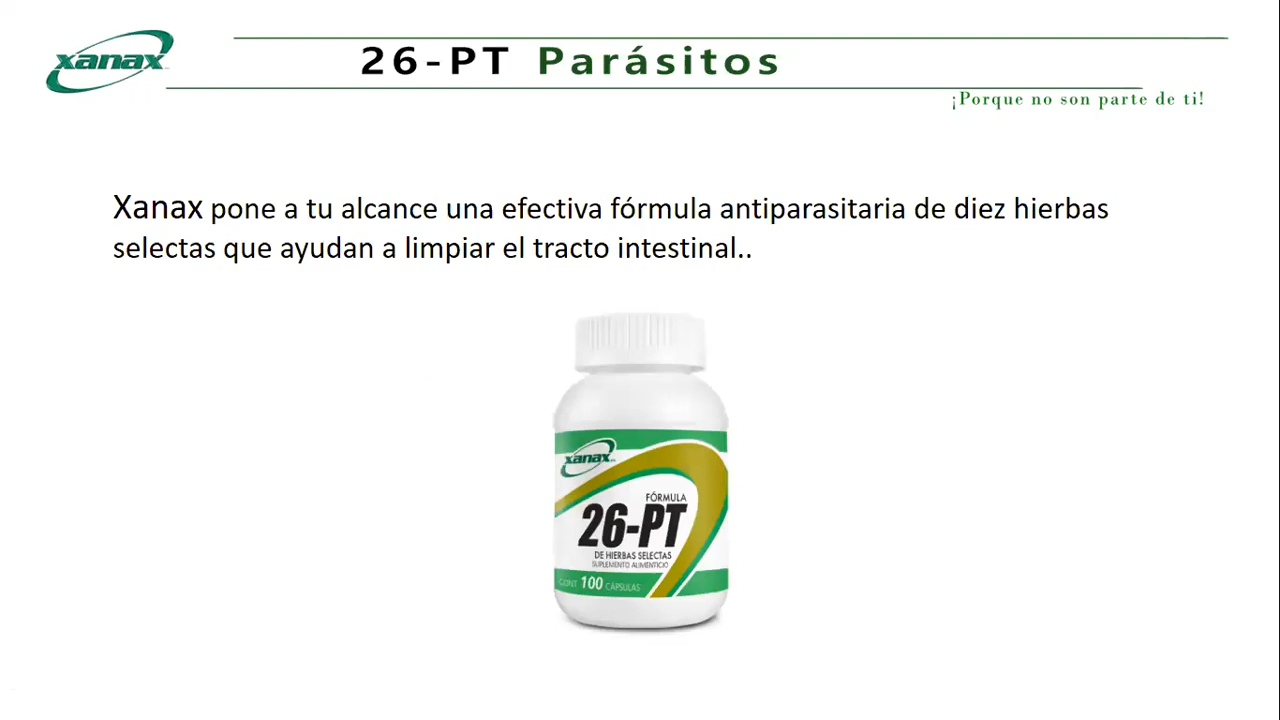 xanax
26-PT Parásitos
¡Porque no son parte de ti!
Xanax pone a tu alcance una efectiva fórmula antiparasitaria de diez hierbas
selectas que ayudan a limpiar el tracto intestinal..
xanax
FÓRMULA
26-PT
DE HIERBAS SELECTAS
SUPLEMENTO ALIMENTICIO
CONT 100 CÁPSULAS